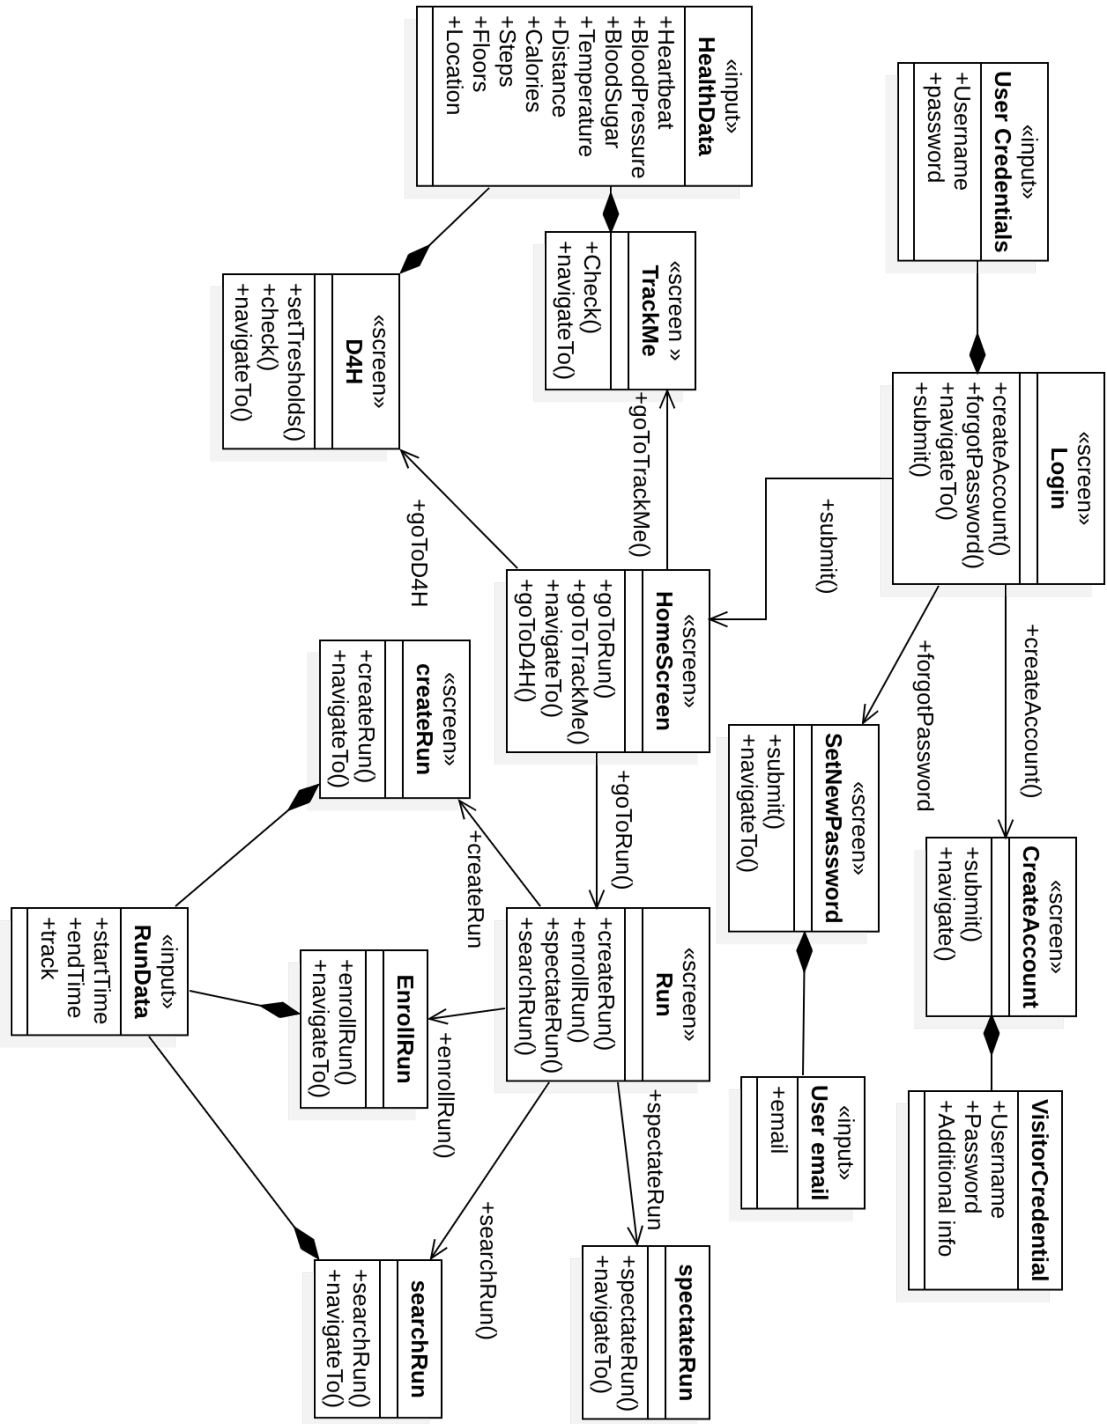 «input»
User Credentials
+Username
+password
«screen»
Login
+createAccount()
+forgotPassword()
+navigateTo()
+submit()
+createAccount()
«screen»
CreateAccount
+submit()
+navigate()
VisitorCredential
+Username
+Password
+Additional info
+forgotPassword
«screen»
SetNewPassword
+submit()
+navigateTo()
«input»
User email
+email
+submit()
«input»
HealthData
+Heartbeat
+BloodPressure
+BloodSugar
+Temperature
+Distance
+Calories
+Steps
+Floors
+Location
«screen »
TrackMe
+Check()
+navigateTo()
+goToTrackMe()
«screen»
HomeScreen
+goToRun()
+goToTrackMe()
+navigateTo()
+goToD4H()
+goToRun()
«screen»
Run
+createRun()
+enrollRun()
+spectateRun()
+searchRun()
+spectateRun
spectateRun
+spectateRun()
+navigateTo()
«screen»
D4H
+setTresholds()
+check()
+navigateTo()
+goToD4H
«screen»
createRun
+createRun()
+navigateTo()
+createRun
+enrollRun()
EnrollRun
+enrollRun()
+navigateTo()
+searchRun()
searchRun
+searchRun()
+navigateTo()
«input»
RunData
+startTime
+endTime
+track